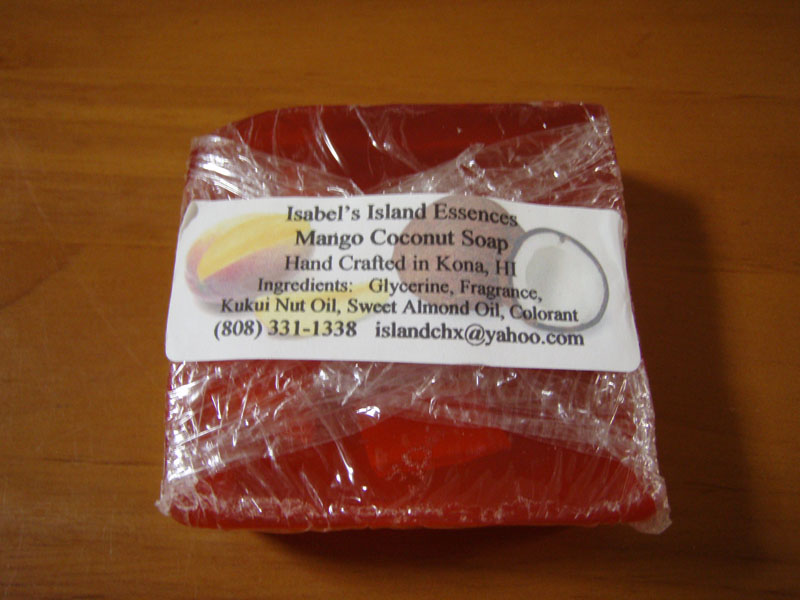 Isabel's Island Essences
Mango Coconut Soap
Hand Crafted in Kona, HI
Ingredients: Glycerine, Fragrance,
Kukui Nut Oil, Sweet Almond Oil, Colorant
(808) 331-1338 islandchx@yahoo.com